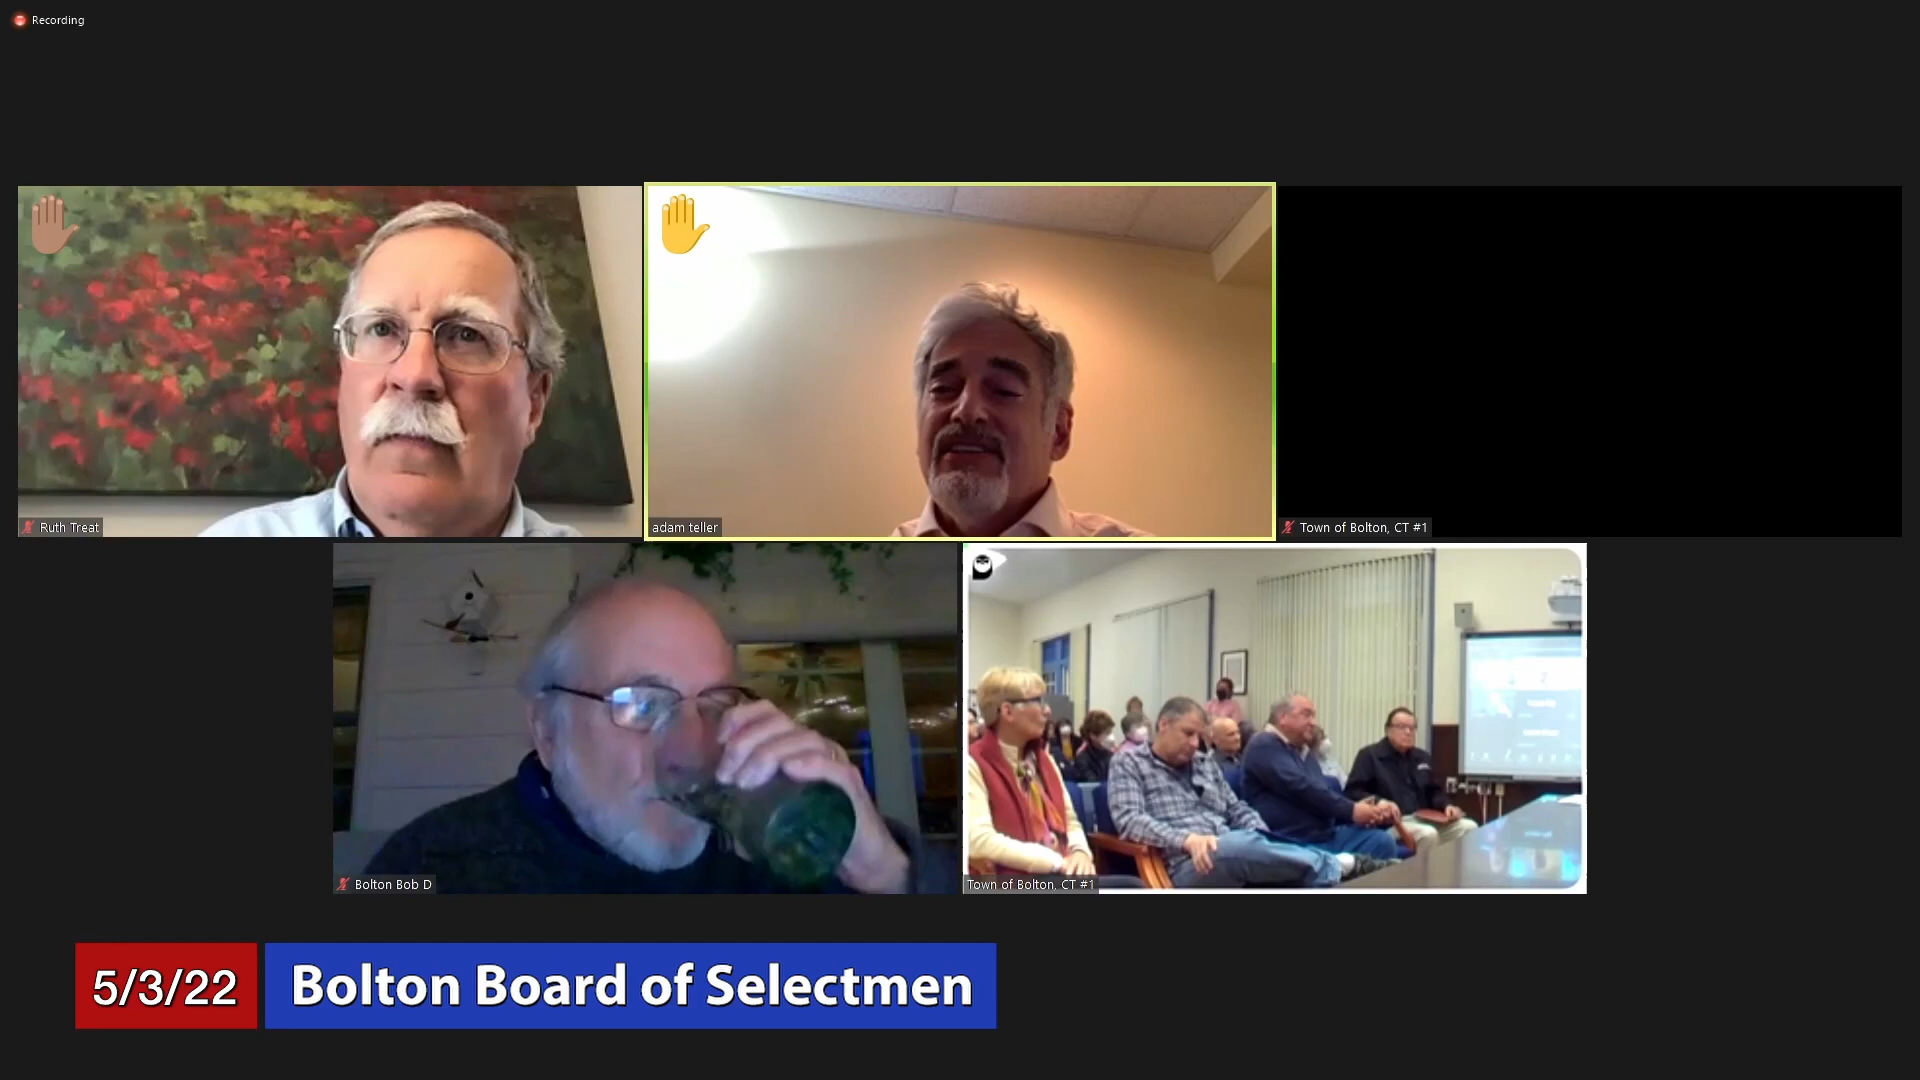 Recording
Ruth Treat
adam teller
Town of Bolton, CT #1
Bolton Bob D
Town of Bolton, CT #1
5/3/22
Bolton Board of Selectmen